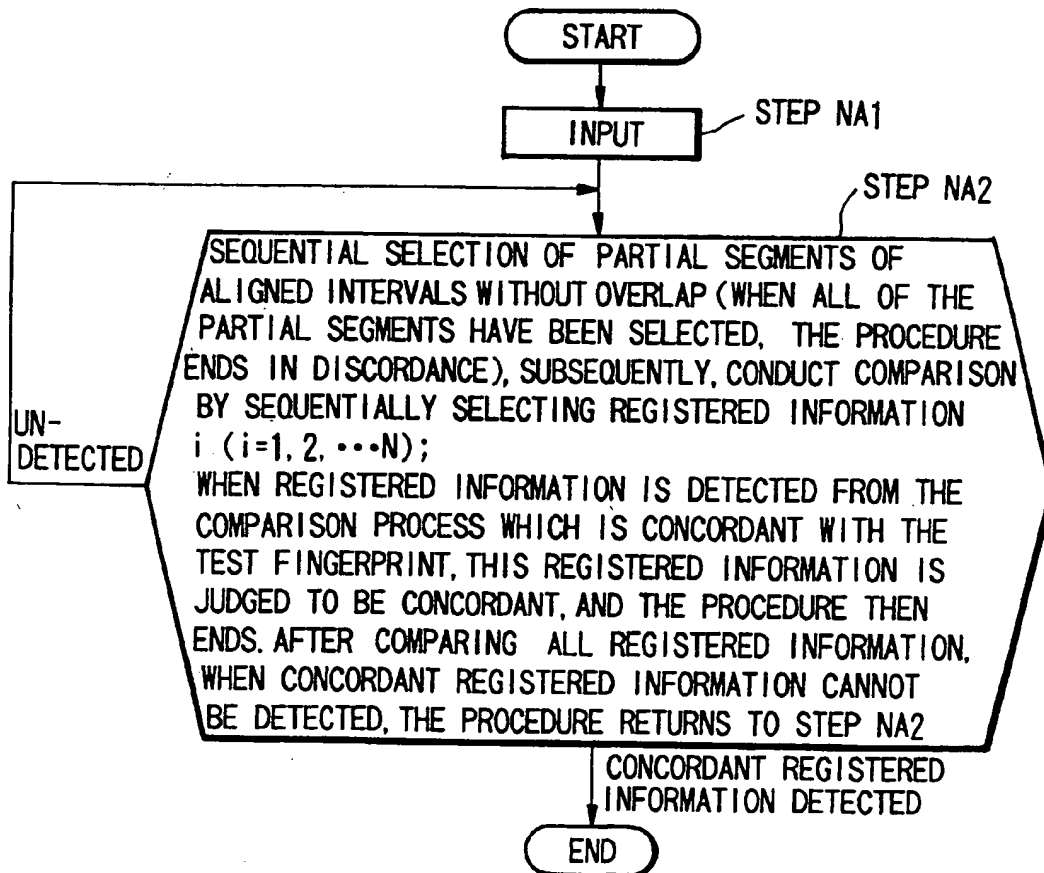 START
INPUT
STEP NA1
STEP NA2
SEQUENTIAL SELECTION OF PARTIAL SEGMENTS OF
ALIGNED INTERVALS WITHOUT OVERLAP (WHEN ALL OF THE
PARTIAL SEGMENTS HAVE BEEN SELECTED, THE PROCEDURE
ENDS IN DISCORDANCE), SUBSEQUENTLY, CONDUCT COMPARISON
BY SEQUENTIALLY SELECTING REGISTERED INFORMATION
i (i=1, 2, •••N);
WHEN REGISTERED INFORMATION IS DETECTED FROM THE
COMPARISON PROCESS WHICH IS CONCORDANT WITH THE
TEST FINGERPRINT, THIS REGISTERED INFORMATION IS
JUDGED TO BE CONCORDANT, AND THE PROCEDURE THEN
ENDS. AFTER COMPARING ALL REGISTERED INFORMATION,
WHEN CONCORDANT REGISTERED INFORMATION CANNOT
BE DETECTED, THE PROCEDURE RETURNS TO STEP NA2
UN-
DETECTED
CONCORDANT REGISTERED
INFORMATION DETECTED
END